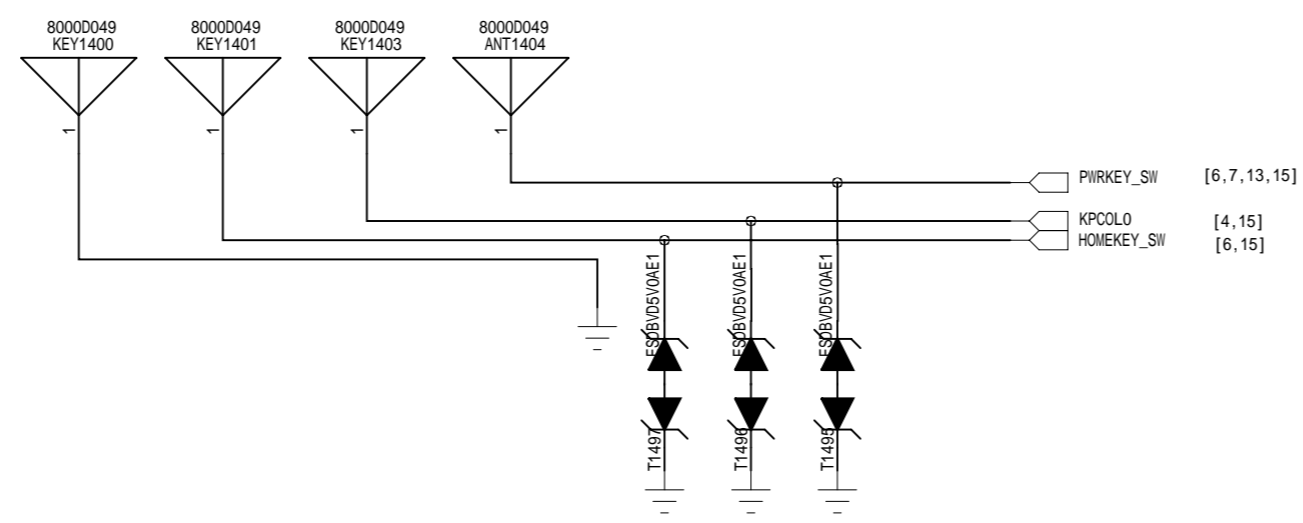 8000D049
KEY1400
8000D049
KEY1401
8000D049
KEY1403
8000D049
ANT1404
1
1
1
1
PWRKEY_SW [6,7,13,15]
KPCOL0 [4,15]
HOMEKEY_SW [6,15]
ESDBVD5V0AE1
ESDBVD5V0AE1
ESDBVD5V0AE1
T1497
T1496
T1495